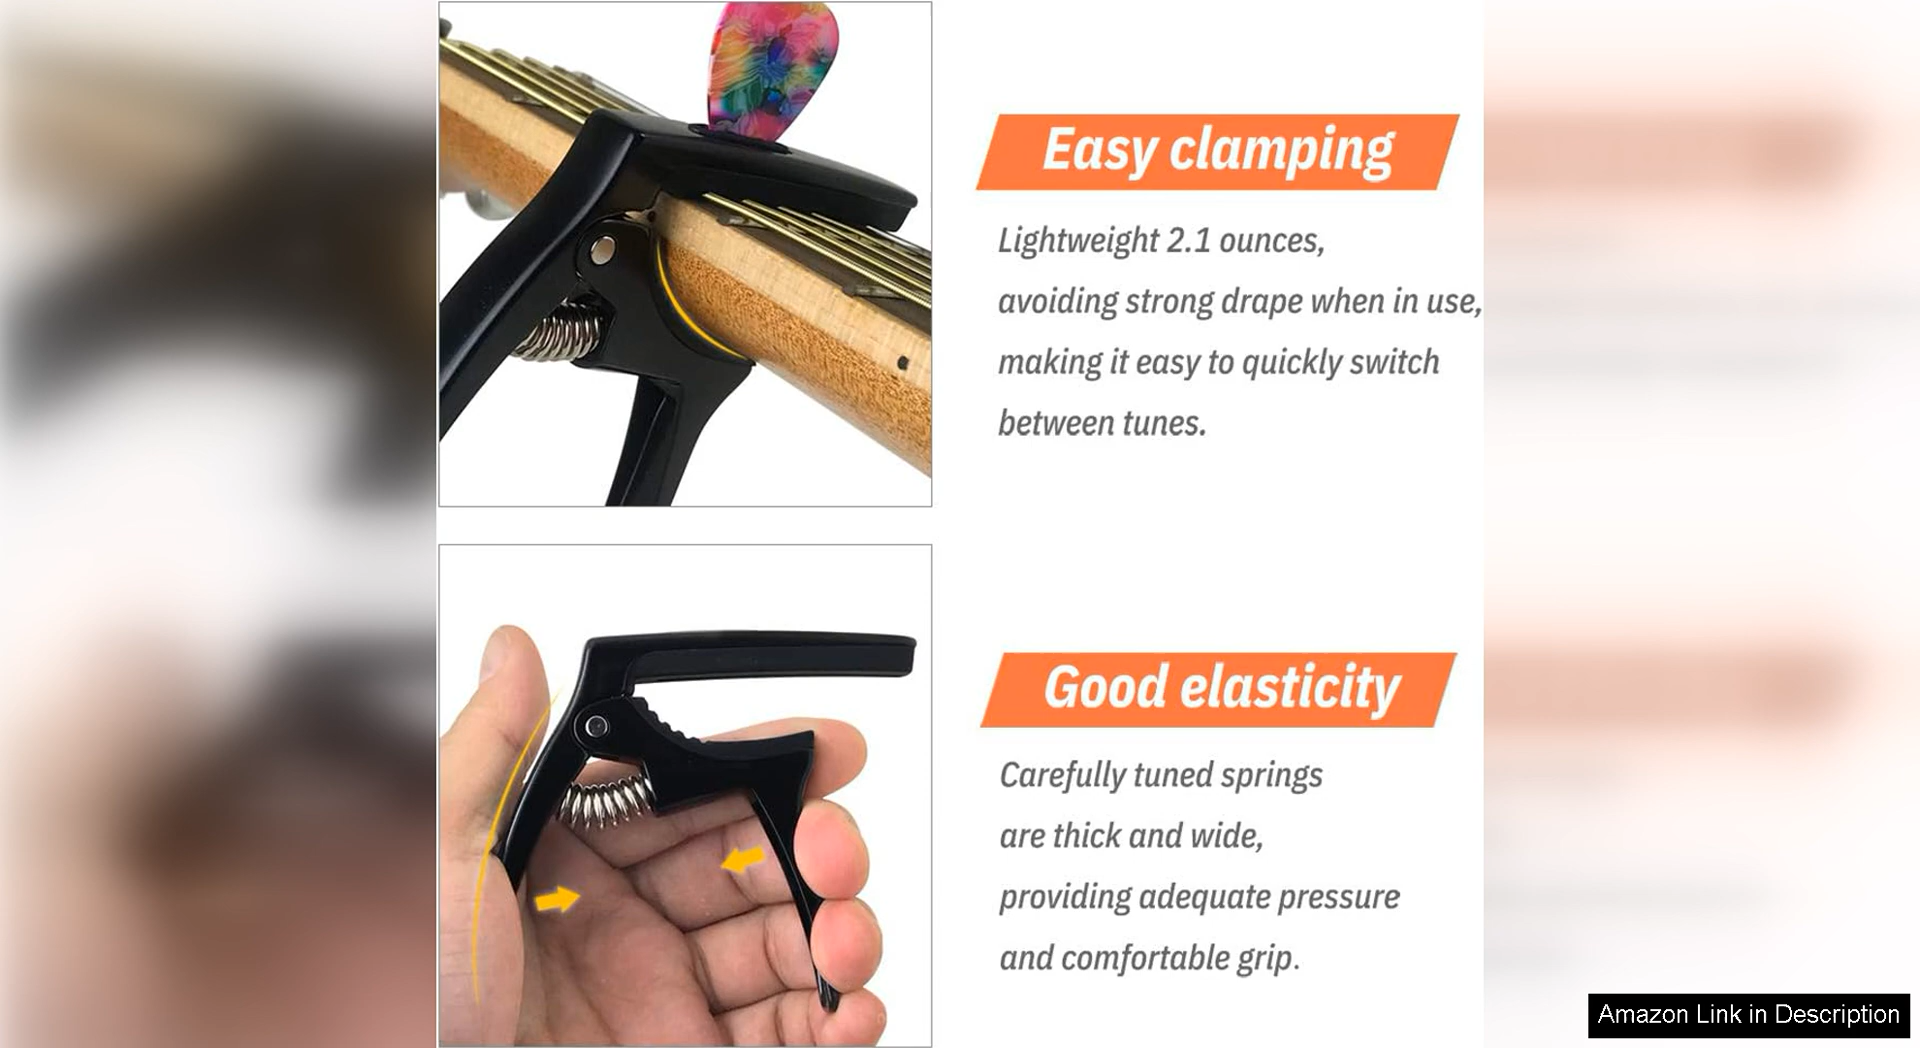 Easy clamping
Lightweight 2.1 ounces,
avoiding strong drape when in use,
making it easy to quickly switch
between tunes.
Good elasticity
Carefully tuned springs
are thick and wide,
providing adequate pressure
and comfortable grip.
Amazon Link in Description